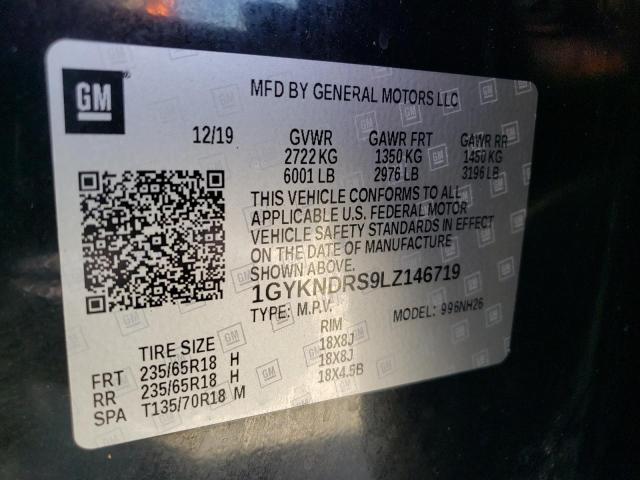 GM
MFD BY GENERAL MOTORS LLC
12/19 GVWR GAWR FRT GAWR RR
2722 KG 1350 KG 1450 KG
6001 LB 2976 LB 3196 LB
THIS VEHICLE CONFORMS TO ALL
APPLICABLE U.S. FEDERAL MOTOR
VEHICLE SAFETY STANDARDS IN EFFECT
ON THE DATE OF MANUFACTURE
SHOWN ABOVE.
1GYKNDRS9LZ146719
TYPE: M.P.V. MODEL: 996NH26
TIRE SIZE RIM
FRT 235/65R18 H 18X8J
RR 235/65R18 H 18X8J
SPA T135/70R18 M 18X4.5B